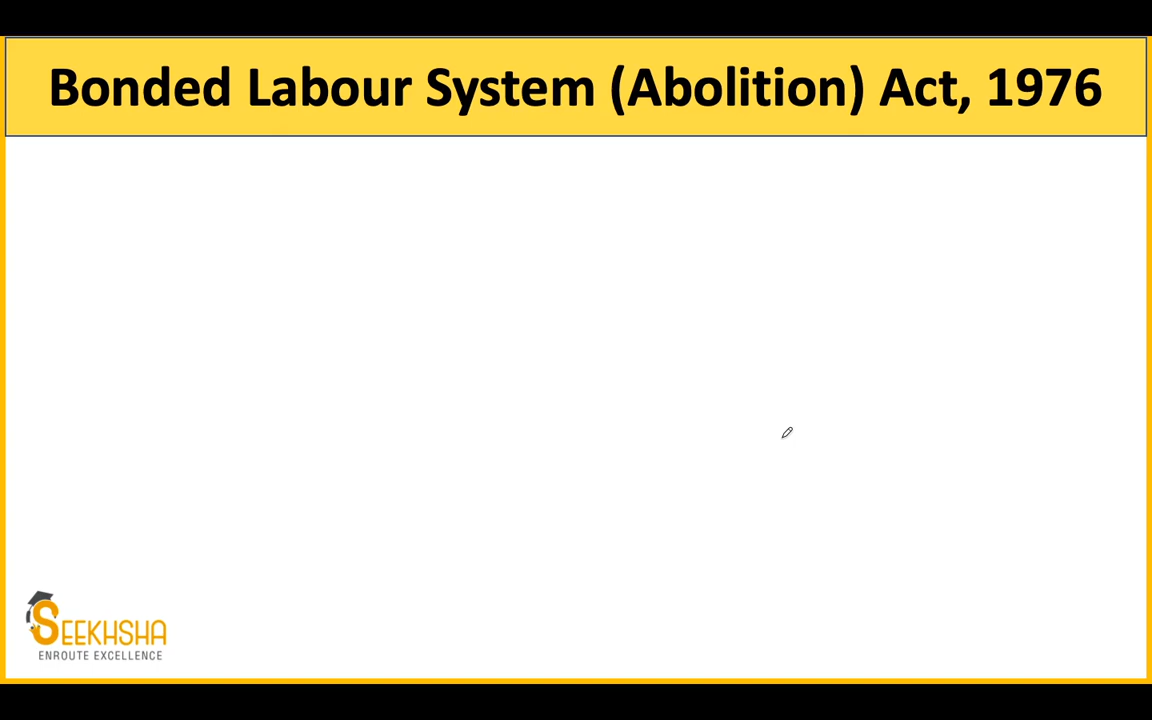 Bonded Labour System (Abolition) Act, 1976
SEEKHSHA
ENROUTE EXCELLENCE